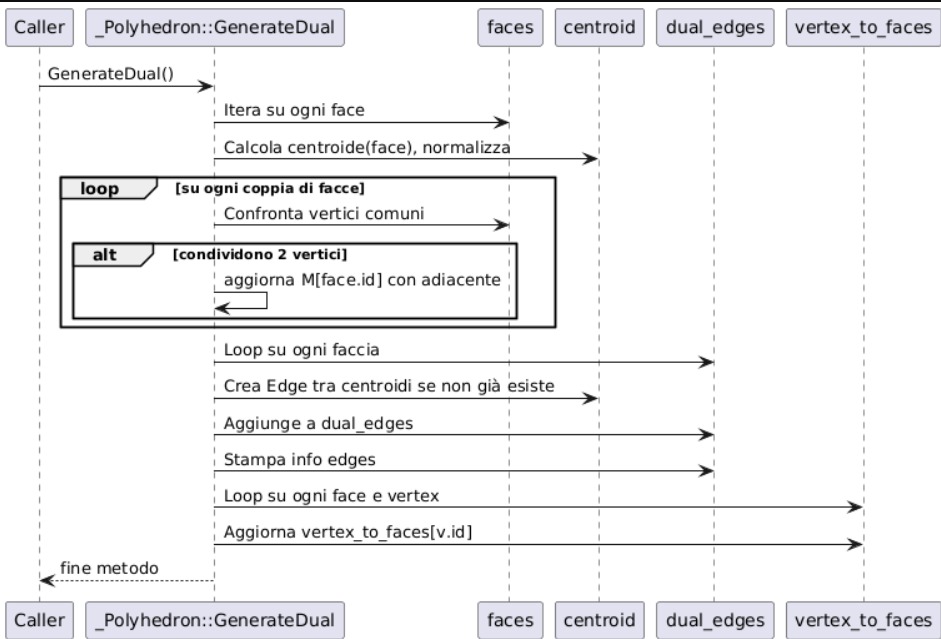 Caller _Polyhedron::GenerateDual faces centroid dual_edges vertex_to_faces
GenerateDual()
Itera su ogni face
Calcola centroide(face), normalizza
loop [su ogni coppia di facce]
Confronta vertici comuni
alt [condividono 2 vertici]
aggiorna M[face.id] con adiacente
Loop su ogni faccia
Crea Edge tra centroidi se non già esiste
Aggiunge a dual_edges
Stampa info edges
Loop su ogni face e vertex
Aggiorna vertex_to_faces[v.id]
fine metodo
Caller _Polyhedron::GenerateDual faces centroid dual_edges vertex_to_faces